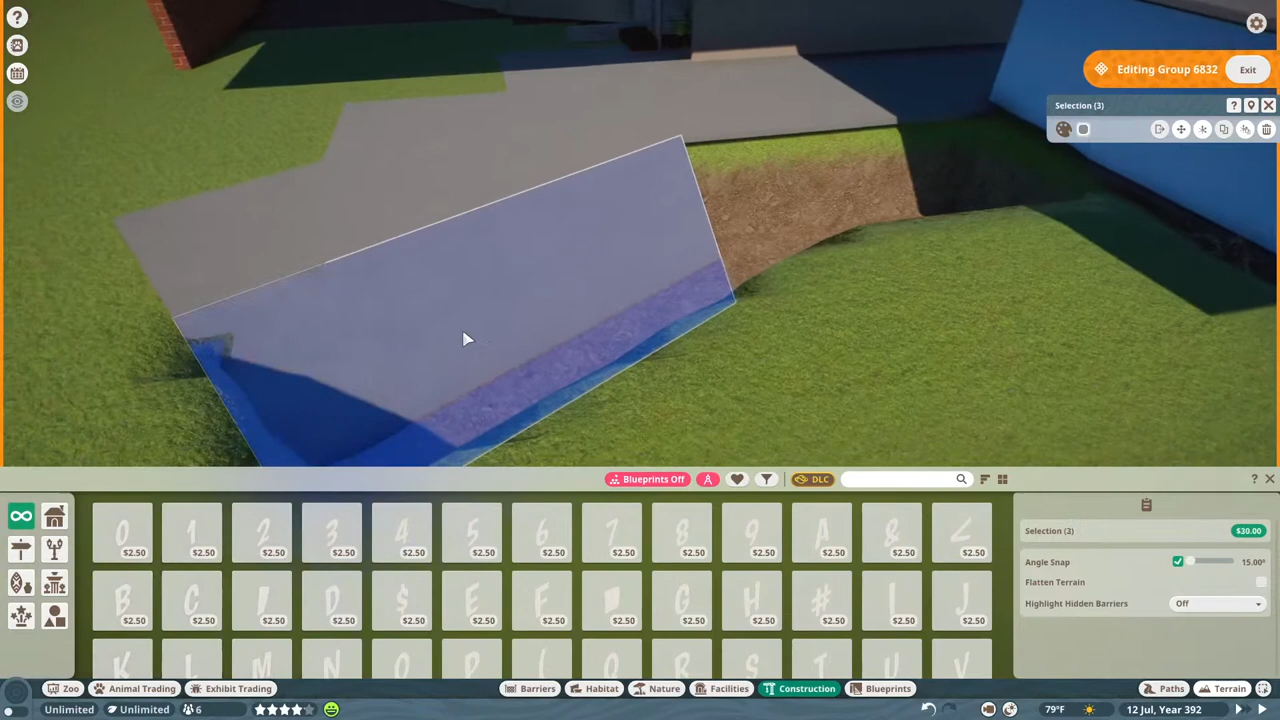 Editing Group 6832
Exit
Selection (3)
?
?
Blueprints Off
DLC
?
0 1 2 3 4 5 6 7 8 9 A & <
$2.50 $2.50 $2.50 $2.50 $2.50 $2.50 $2.50 $2.50 $2.50 $2.50 $2.50 $2.50 $2.50
B C D $ E F G H # I J
$2.50 $2.50 $2.50 $2.50 $2.50 $2.50 $2.50 $2.50 $2.50 $2.50 $2.50 $2.50 $2.50
K L M N O P Q R S T U V
Selection (3)
$30.00
Angle Snap
15.00°
Flatten Terrain
Highlight Hidden Barriers
Off
Zoo
Animal Trading
Exhibit Trading
Barriers
Habitat
Nature
Facilities
Construction
Blueprints
Paths
Terrain
Unlimited
Unlimited
6
79°F
12 Jul, Year 392